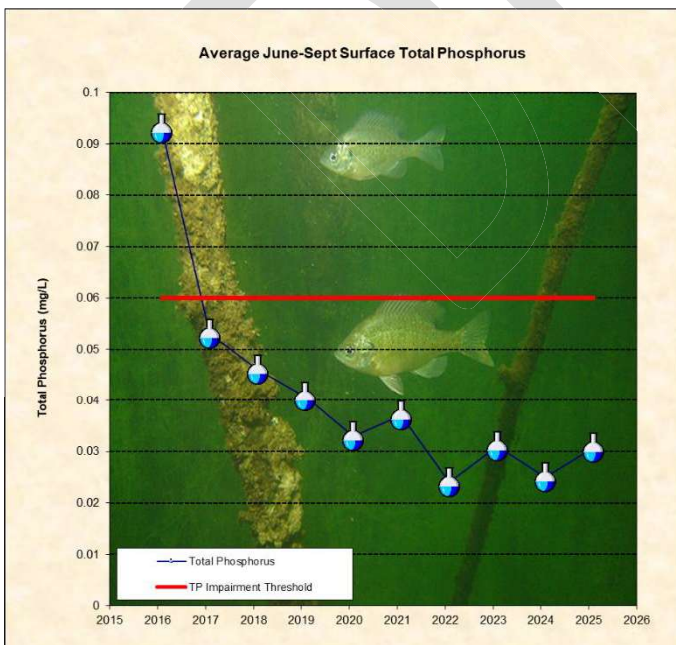 Average June-Sept Surface Total Phosphorus
Total Phosphorus (mg/L)
0.1
0.09
0.08
0.07
0.06
0.05
0.04
0.03
0.02
0.01
0
Total Phosphorus
TP Impairment Threshold
2015 2016 2017 2018 2019 2020 2021 2022 2023 2024 2025 2026